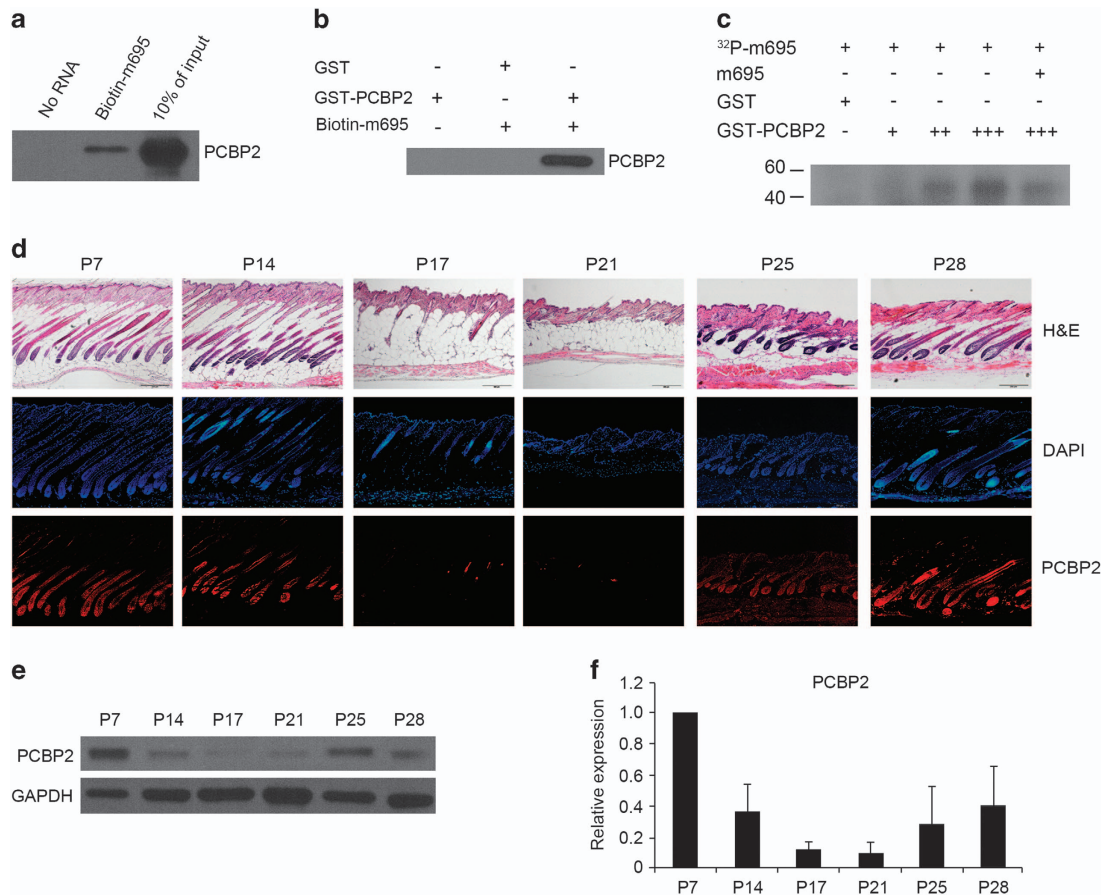 a
No RNA
Biotin-m695
10% of input
PCBP2
b
GST - + -
GST-PCBP2 + - +
Biotin-m695 - + +
PCBP2
c
³²P-m695 + + + + +
m695 - - - - +
GST + - - - -
GST-PCBP2 - + ++ +++ +++
60
40
d
P7 P14 P17 P21 P25 P28
H&E
DAPI
PCBP2
e
P7 P14 P17 P21 P25 P28
PCBP2
GAPDH
f
PCBP2
Relative expression
1.2
1.0
0.8
0.6
0.4
0.2
0
P7 P14 P17 P21 P25 P28